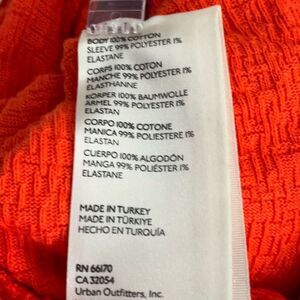 BODY 100% COTTON
SLEEVE 99% POLYESTER 1%
ELASTANE
CORPS 100% COTON
MANCHE 99% POLYESTER 1%
ELASTHANNE
KÖRPER 100% BAUMWOLLE
ARMEL 99% POLYESTER 1%
ELASTAN
CORPO 100% COTONE
MANICA 99% POLIESTERE 1%
ELASTAN
CUERPO 100% ALGODÓN
MANGA 99% POLIÉSTER 1%
ELASTANE
MADE IN TURKEY
MADE IN TÜRKIYE
HECHO EN TURQUÍA
RN 66170
CA 32054
Urban Outfitters, Inc.